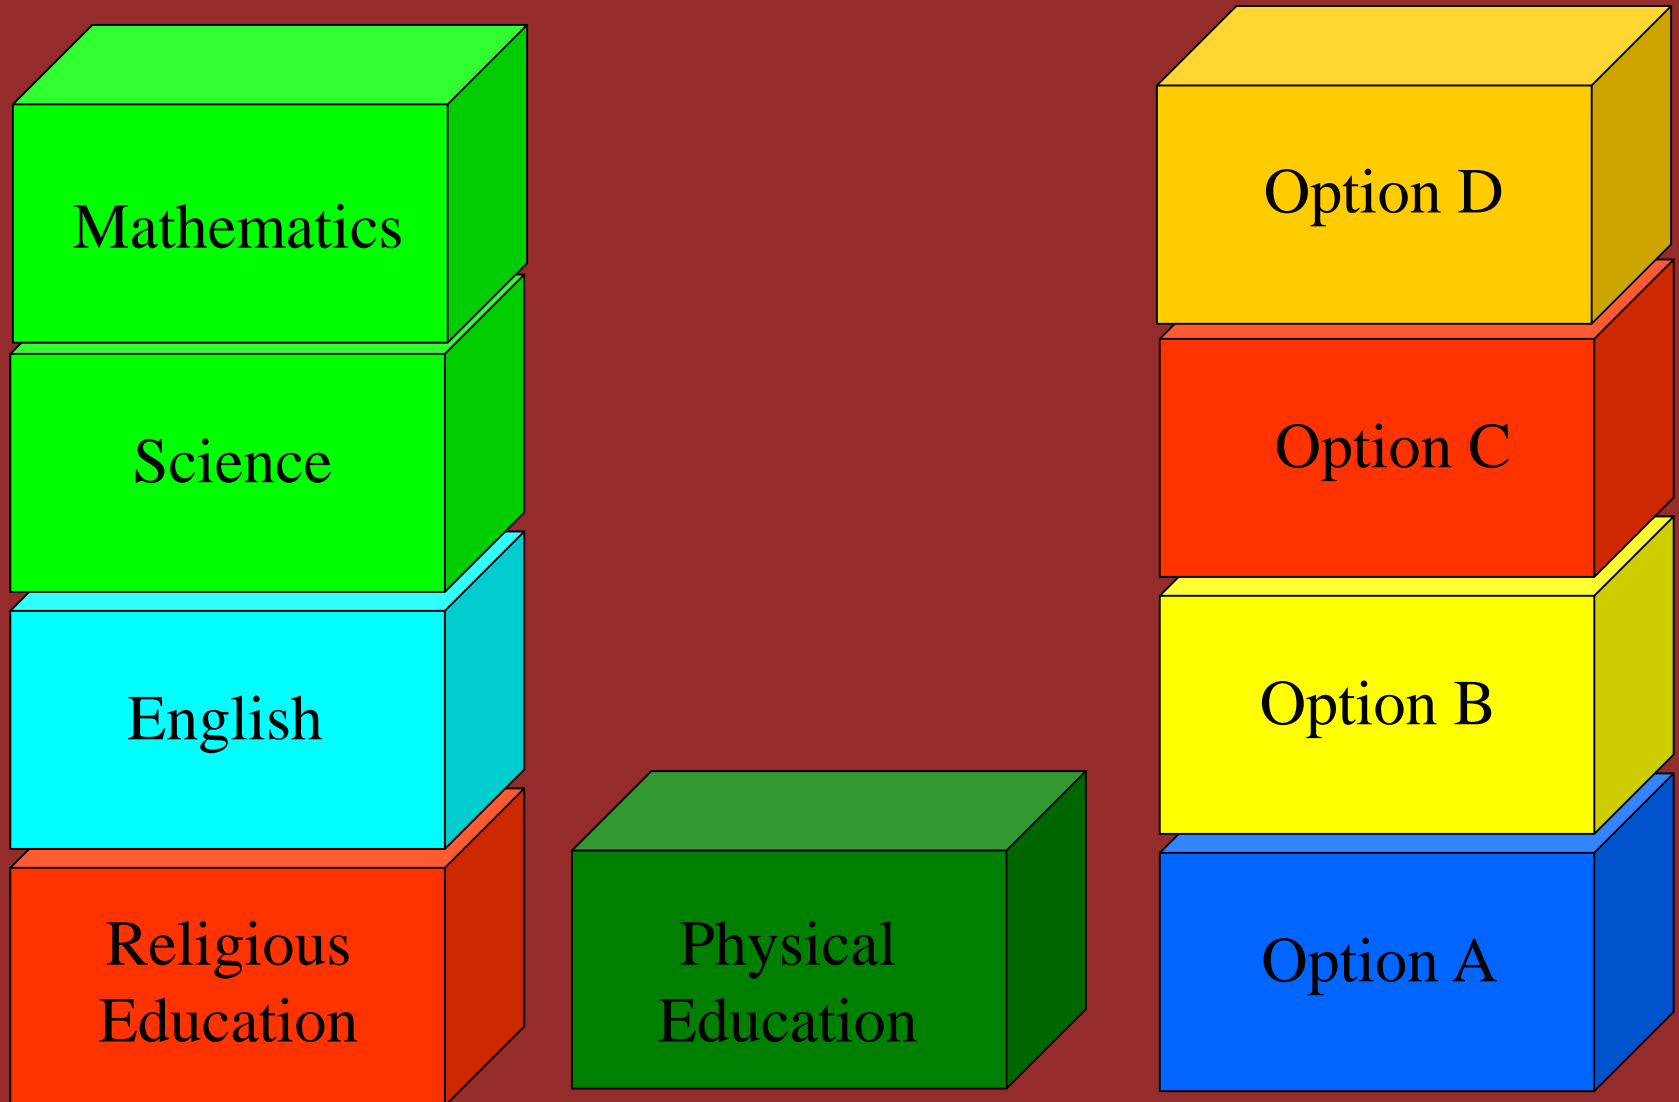 Mathematics
Science
English
Religious
Education
Physical
Education
Option D
Option C
Option B
Option A